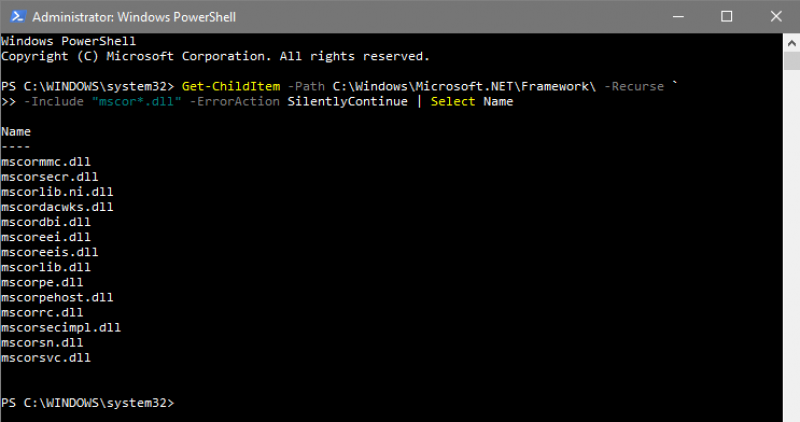 Administrator: Windows PowerShell
Windows PowerShell
Copyright (C) Microsoft Corporation. All rights reserved.
PS C:\WINDOWS\system32> Get-ChildItem -Path C:\Windows\Microsoft.NET\Framework\ -Recurse `
>> -Include "mscor*.dll" -ErrorAction SilentlyContinue | Select Name
Name
----
mscormmc.dll
mscorsecr.dll
mscorlib.ni.dll
mscordacwks.dll
mscordbi.dll
mscoreei.dll
mscoreeis.dll
mscorlib.dll
mscorpe.dll
mscorpehost.dll
mscorrc.dll
mscorsecimpl.dll
mscorsn.dll
mscorsvc.dll
PS C:\WINDOWS\system32>